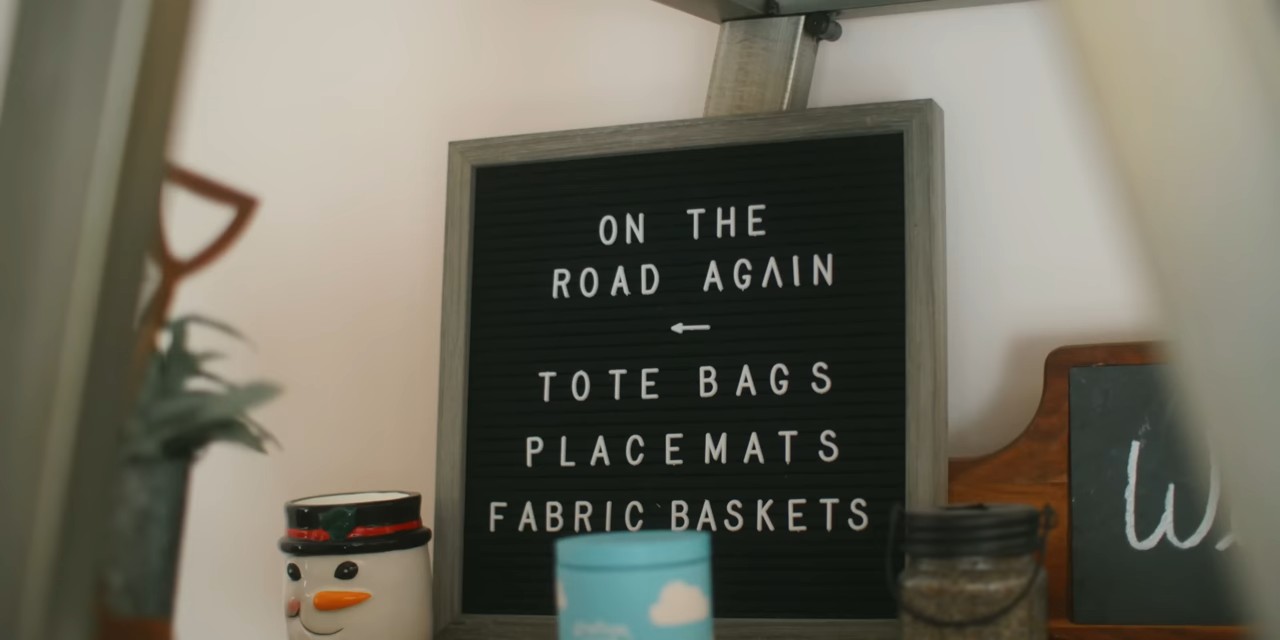 ON THE
ROAD AGAIN
←
TOTE BAGS
PLACEMATS
FABRIC BASKETS